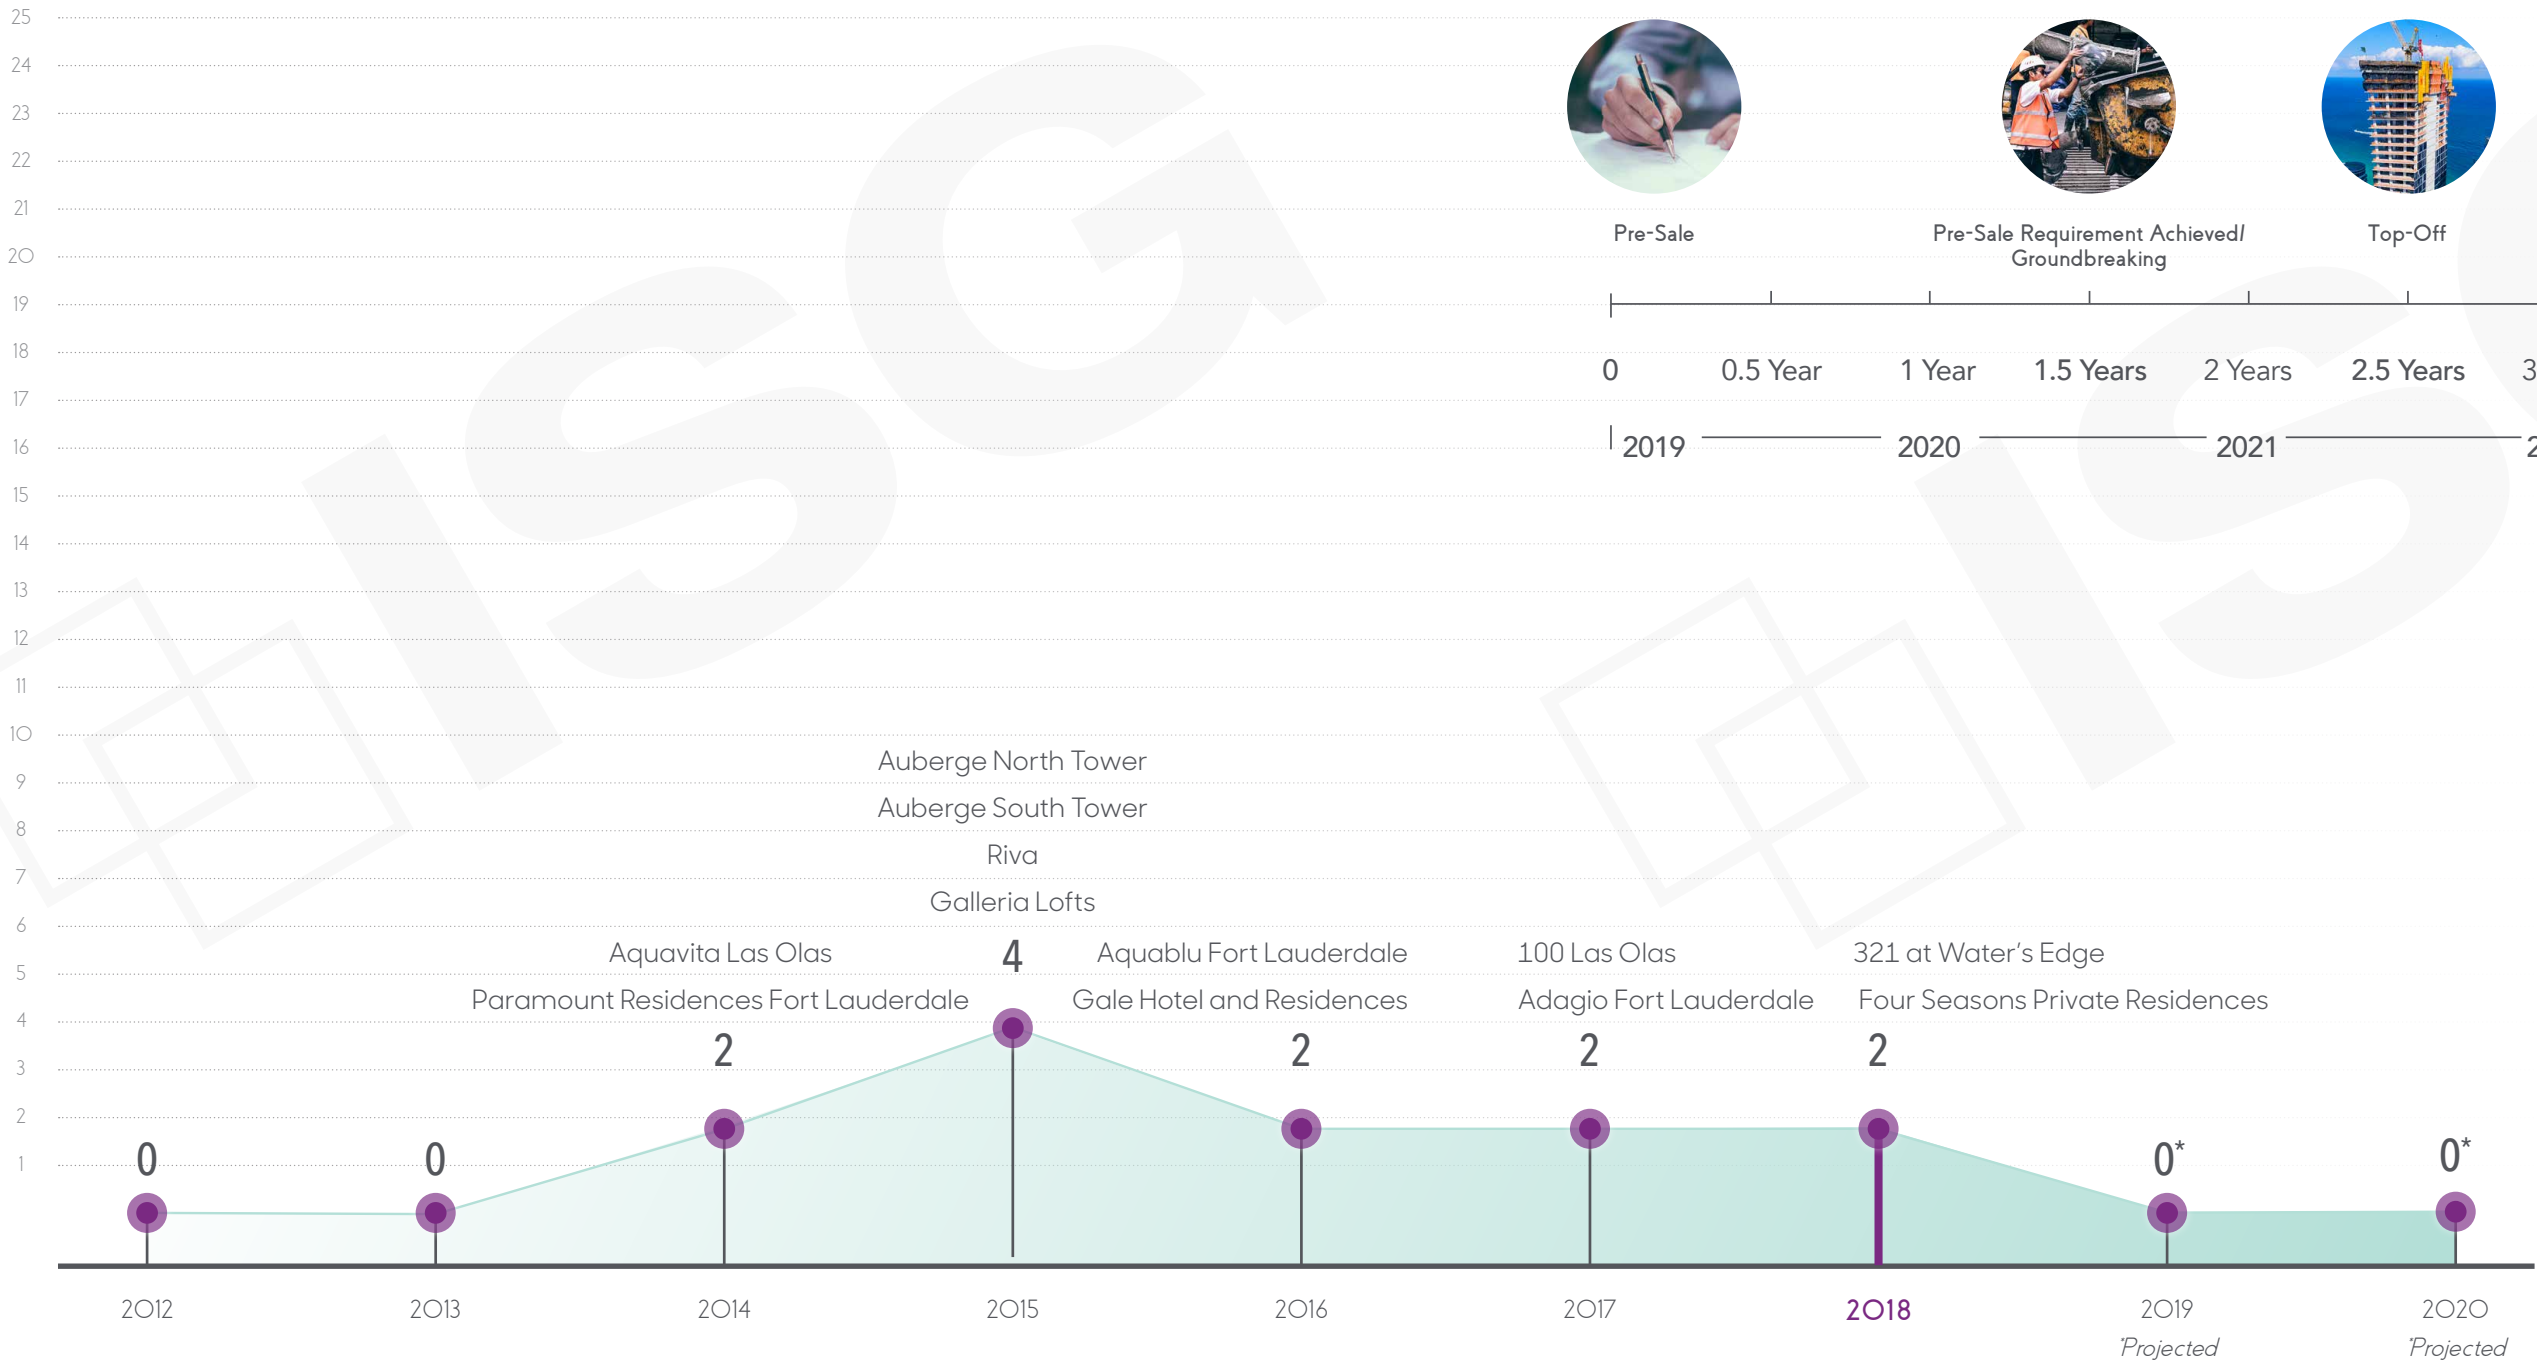 25
24
23
22
21
20
19
18
17
16
15
14
13
12
11
10
9
8
7
6
5
4
3
2
1
Pre-Sale
Pre-Sale Requirement Achieved/
Groundbreaking
Top-Off
0 0.5 Year 1 Year 1.5 Years 2 Years 2.5 Years 3
2019 2020 2021 2
ISG
IS
Auberge North Tower
Auberge South Tower
Riva
Galleria Lofts
4
Aquavita Las Olas
Paramount Residences Fort Lauderdale
2
Aquablu Fort Lauderdale
Gale Hotel and Residences
2
100 Las Olas
Adagio Fort Lauderdale
2
321 at Water's Edge
Four Seasons Private Residences
2
0
0
0*
0*
2012 2013 2014 2015 2016 2017 2018 2019 2020
*Projected *Projected